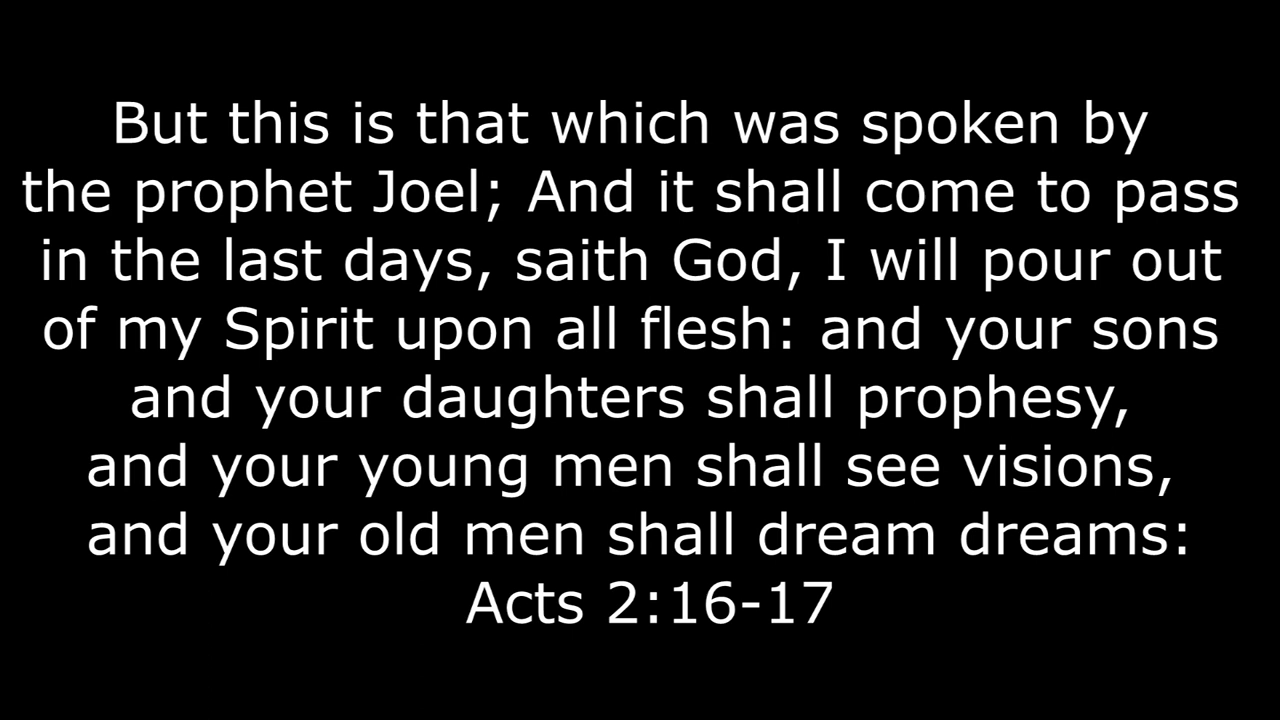 But this is that which was spoken by
the prophet Joel; And it shall come to pass
in the last days, saith God, I will pour out
of my Spirit upon all flesh: and your sons
and your daughters shall prophesy,
and your young men shall see visions,
and your old men shall dream dreams:
Acts 2:16-17